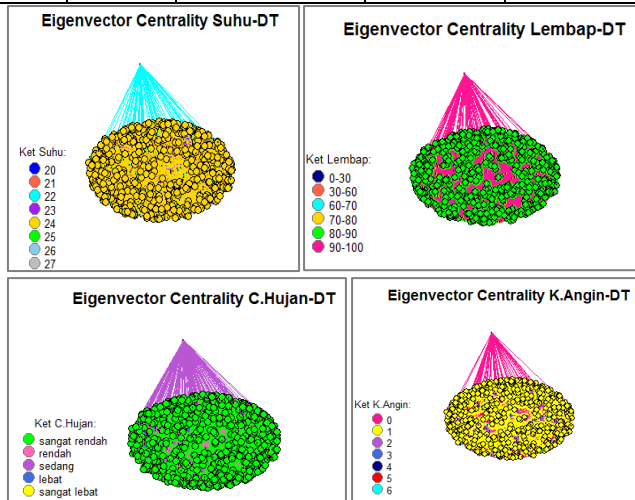 Eigenvector Centrality Suhu-DT
Ket Suhu:
20
21
22
23
24
25
26
27
Eigenvector Centrality Lembap-DT
Ket Lembap:
0-30
30-60
60-70
70-80
80-90
90-100
Eigenvector Centrality C.Hujan-DT
Ket C.Hujan:
sangat rendah
rendah
sedang
lebat
sangat lebat
Eigenvector Centrality K.Angin-DT
Ket K.Angin:
0
1
2
3
4
5
6